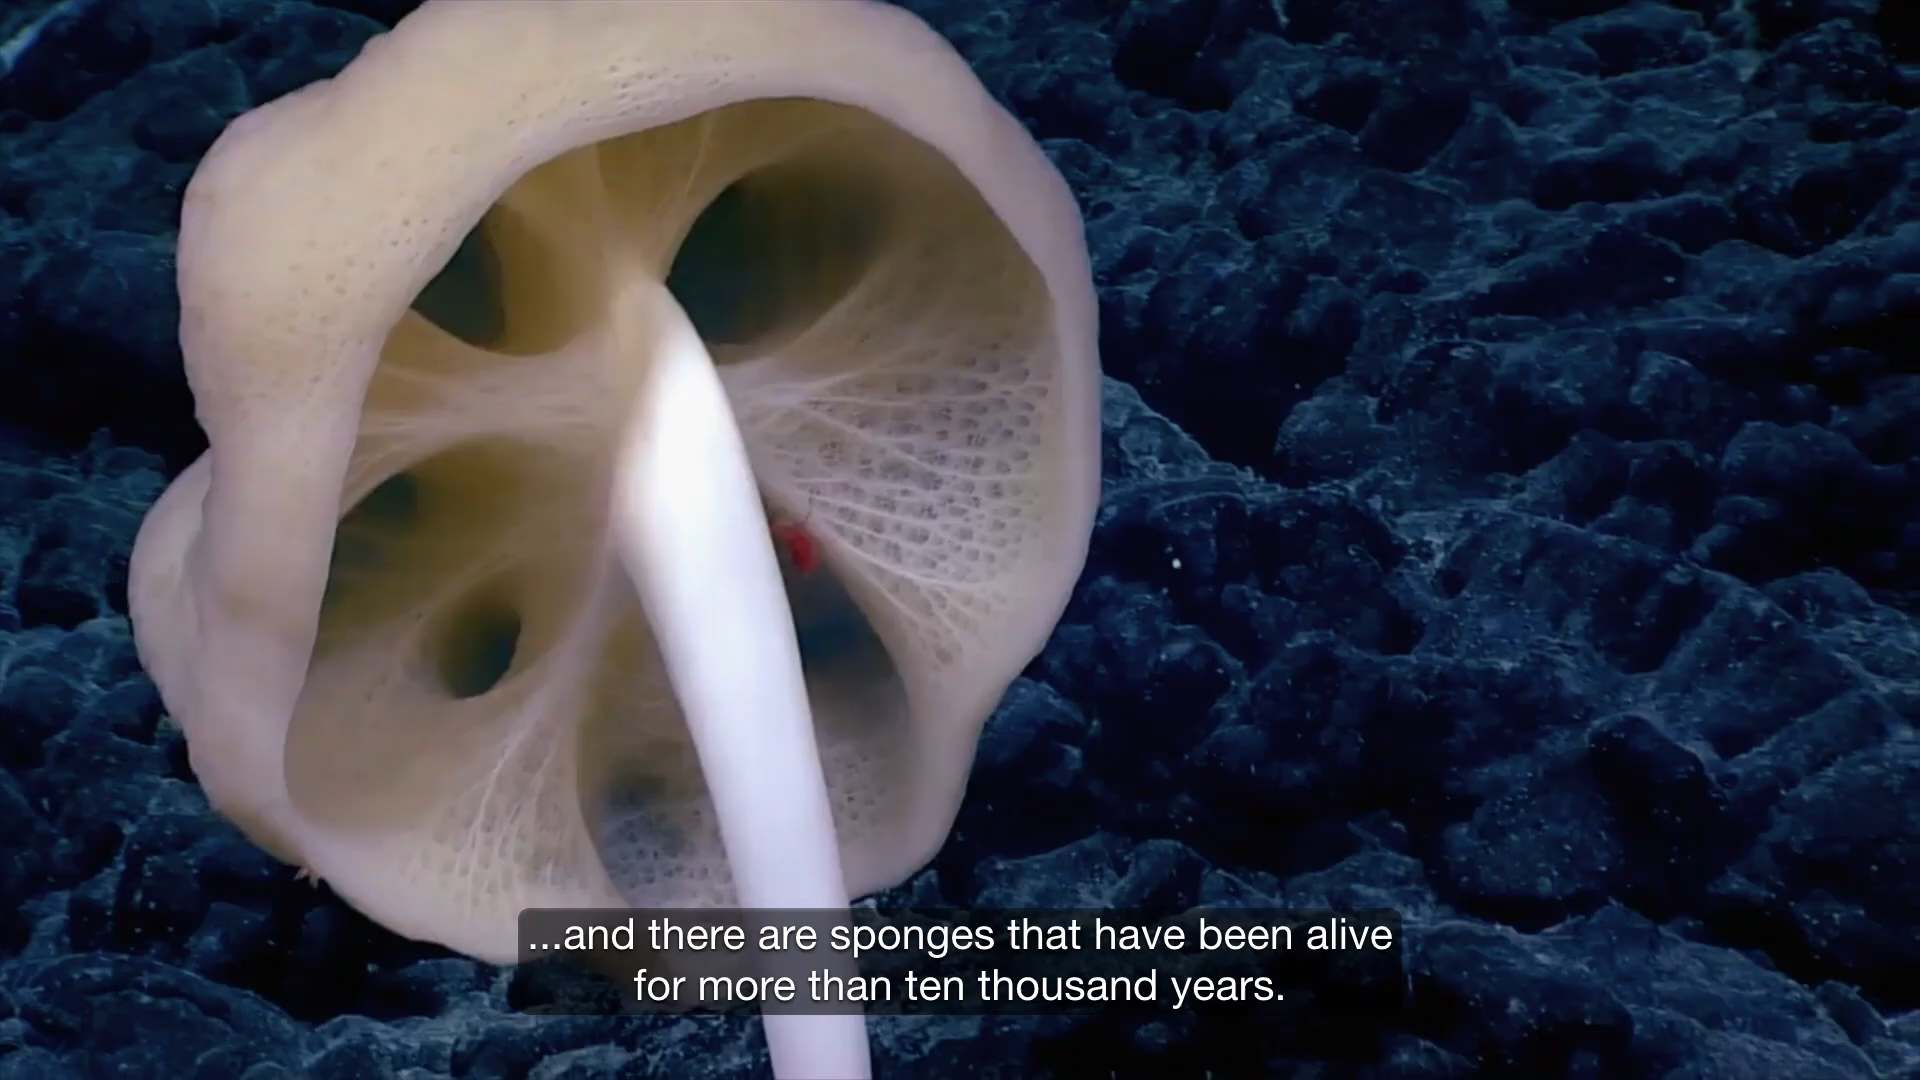 ...and there are sponges that have been alive
for more than ten thousand years.